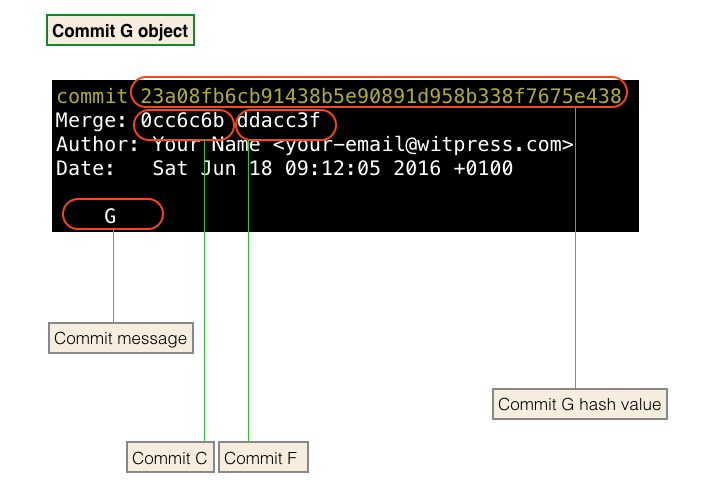 Commit G object
commit 23a08fb6cb91438b5e90891d958b338f7675e438
Merge: 0cc6c6b ddacc3f
Author: Your Name <your-email@witpress.com>
Date:   Sat Jun 18 09:12:05 2016 +0100
G
Commit message
Commit G hash value
Commit C
Commit F